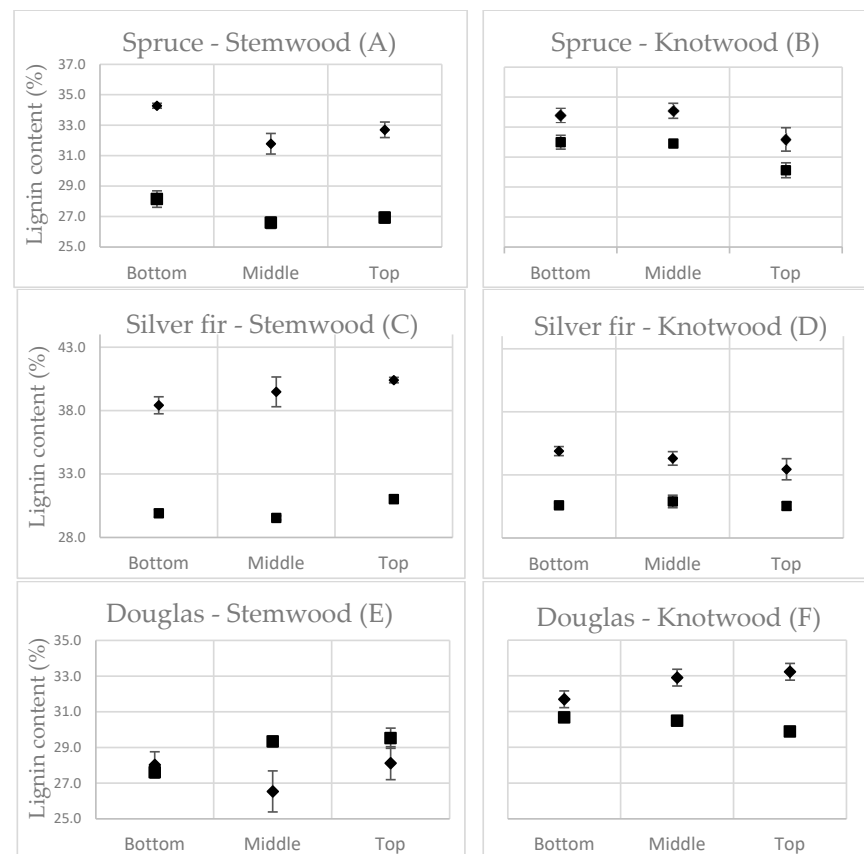 Spruce - Stemwood (A)
Lignin content (%)
37.0
35.0
33.0
31.0
29.0
27.0
25.0
Bottom Middle Top
Spruce - Knotwood (B)
Bottom Middle Top
Silver fir - Stemwood (C)
Lignin content (%)
43.0
38.0
33.0
28.0
Bottom Middle Top
Silver fir - Knotwood (D)
Bottom Middle Top
Douglas - Stemwood (E)
Lignin content (%)
35.0
33.0
31.0
29.0
27.0
25.0
Bottom Middle Top
Douglas - Knotwood (F)
Bottom Middle Top